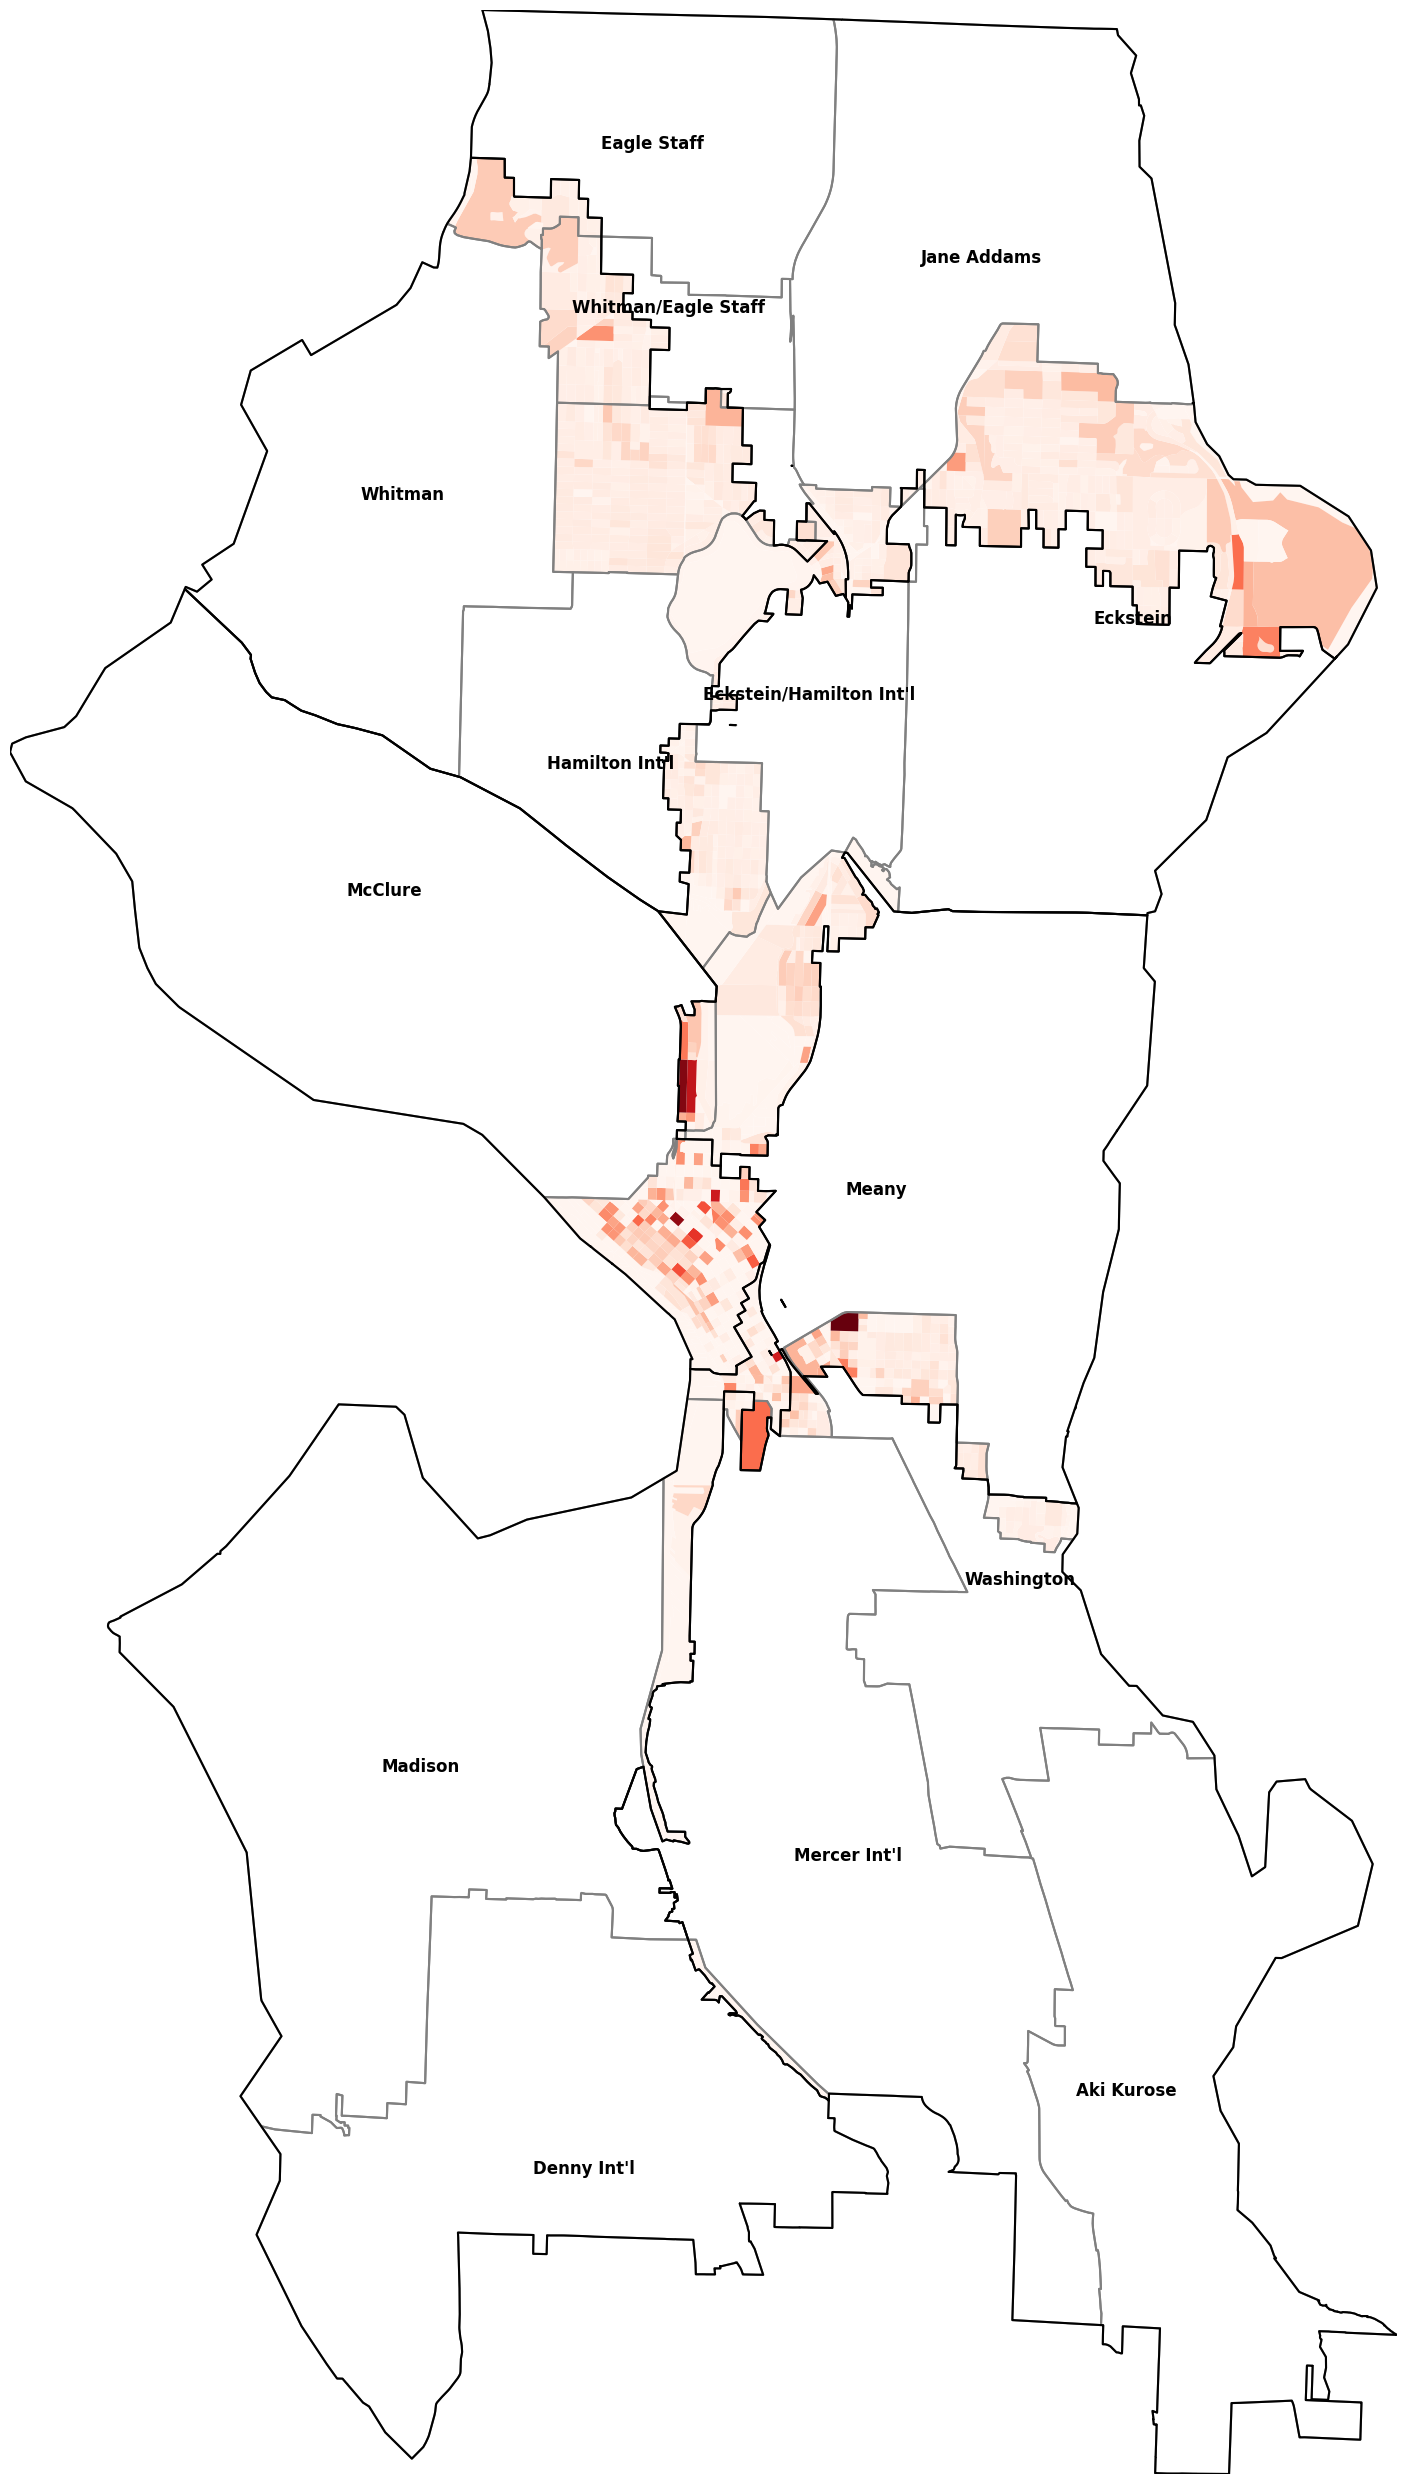 Eagle Staff
Jane Addams
Whitman/Eagle Staff
Whitman
Eckstein
Eckstein/Hamilton Int'l
Hamilton Int'l
McClure
Meany
Washington
Madison
Mercer Int'l
Aki Kurose
Denny Int'l